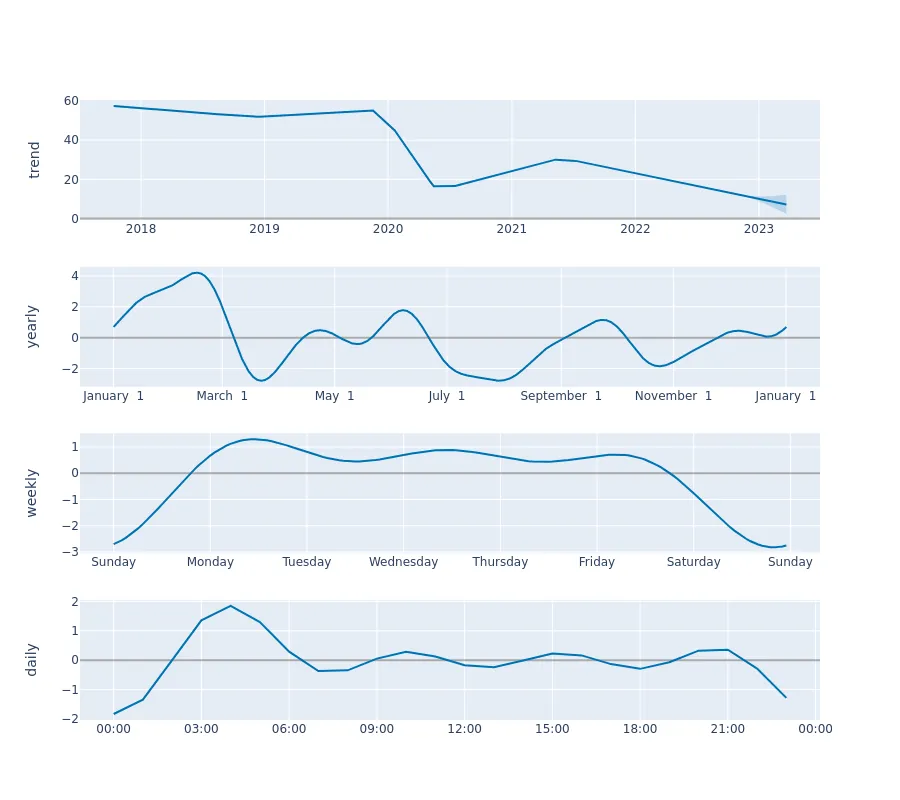 trend
60
40
20
0
2018 2019 2020 2021 2022 2023
yearly
4
2
0
−2
January 1 March 1 May 1 July 1 September 1 November 1 January 1
weekly
1
0
−1
−2
−3
Sunday Monday Tuesday Wednesday Thursday Friday Saturday Sunday
daily
2
1
0
−1
−2
00:00 03:00 06:00 09:00 12:00 15:00 18:00 21:00 00:00